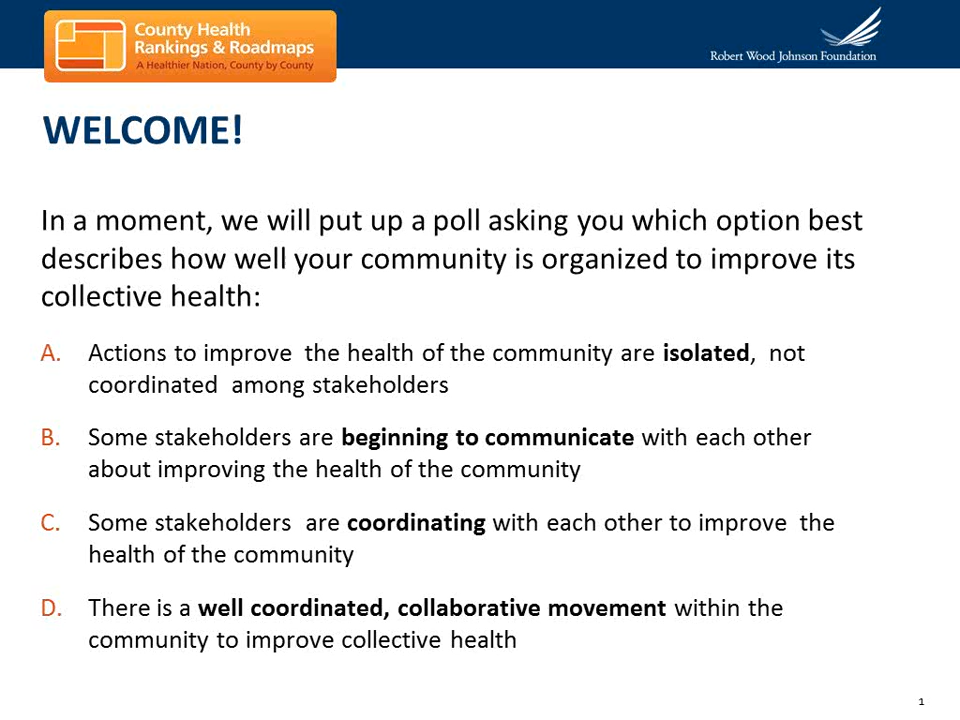 County Health
Rankings & Roadmaps
A Healthier Nation, County by County
Robert Wood Johnson Foundation
WELCOME!
In a moment, we will put up a poll asking you which option best
describes how well your community is organized to improve its
collective health:
A. Actions to improve the health of the community are isolated, not
coordinated among stakeholders
B. Some stakeholders are beginning to communicate with each other
about improving the health of the community
C. Some stakeholders are coordinating with each other to improve the
health of the community
D. There is a well coordinated, collaborative movement within the
community to improve collective health
1